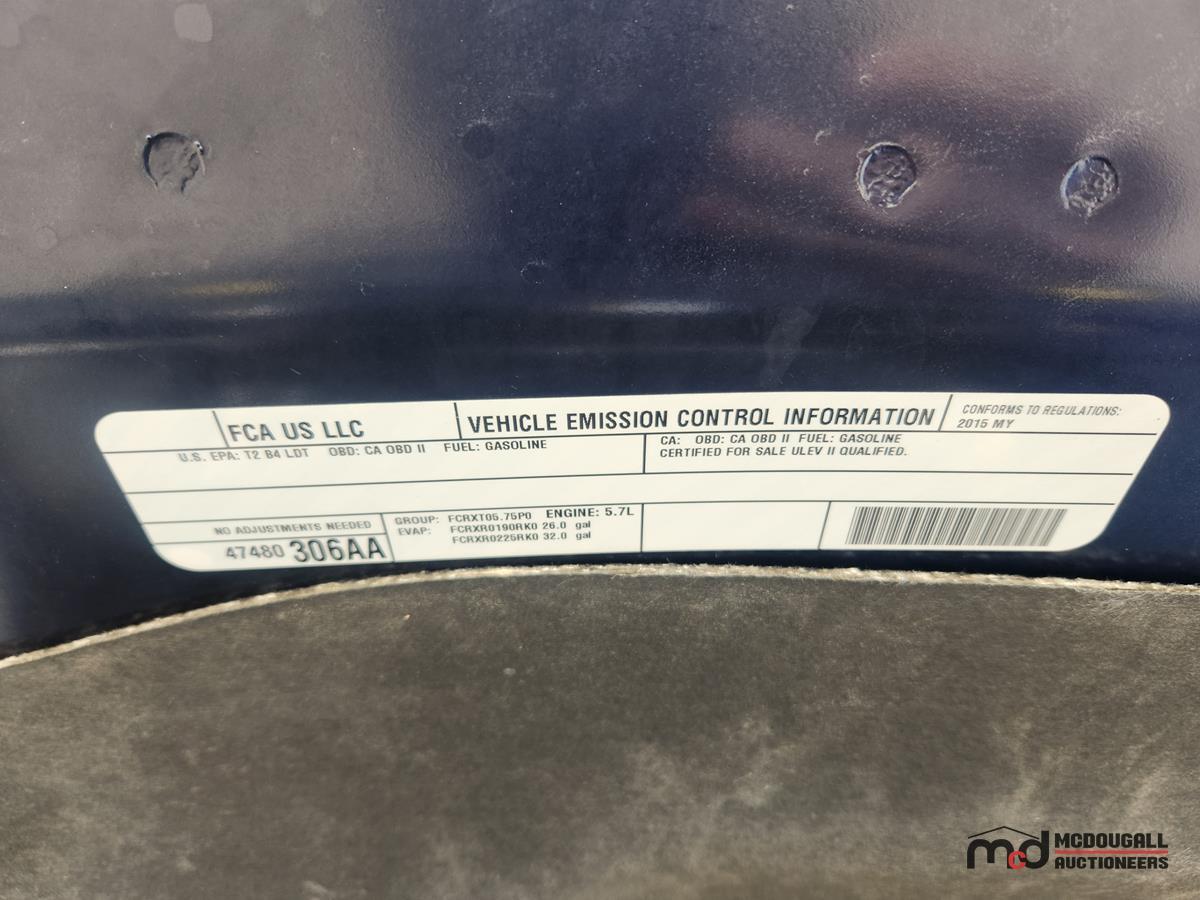 FCA US LLC
VEHICLE EMISSION CONTROL INFORMATION
CONFORMS TO REGULATIONS:
2015 MY
U.S. EPA: T2 B4 LDT OBD: CA OBD II FUEL: GASOLINE
CA: OBD: CA OBD II FUEL: GASOLINE
CERTIFIED FOR SALE ULEV II QUALIFIED.
NO ADJUSTMENTS NEEDED
47480 306AA
GROUP: FCRXT05.75P0 ENGINE: 5.7L
EVAP: FCRXR0190RK0 26.0 gal
FCRXR0225RK0 32.0 gal
mcd MCDOUGALL
AUCTIONEERS